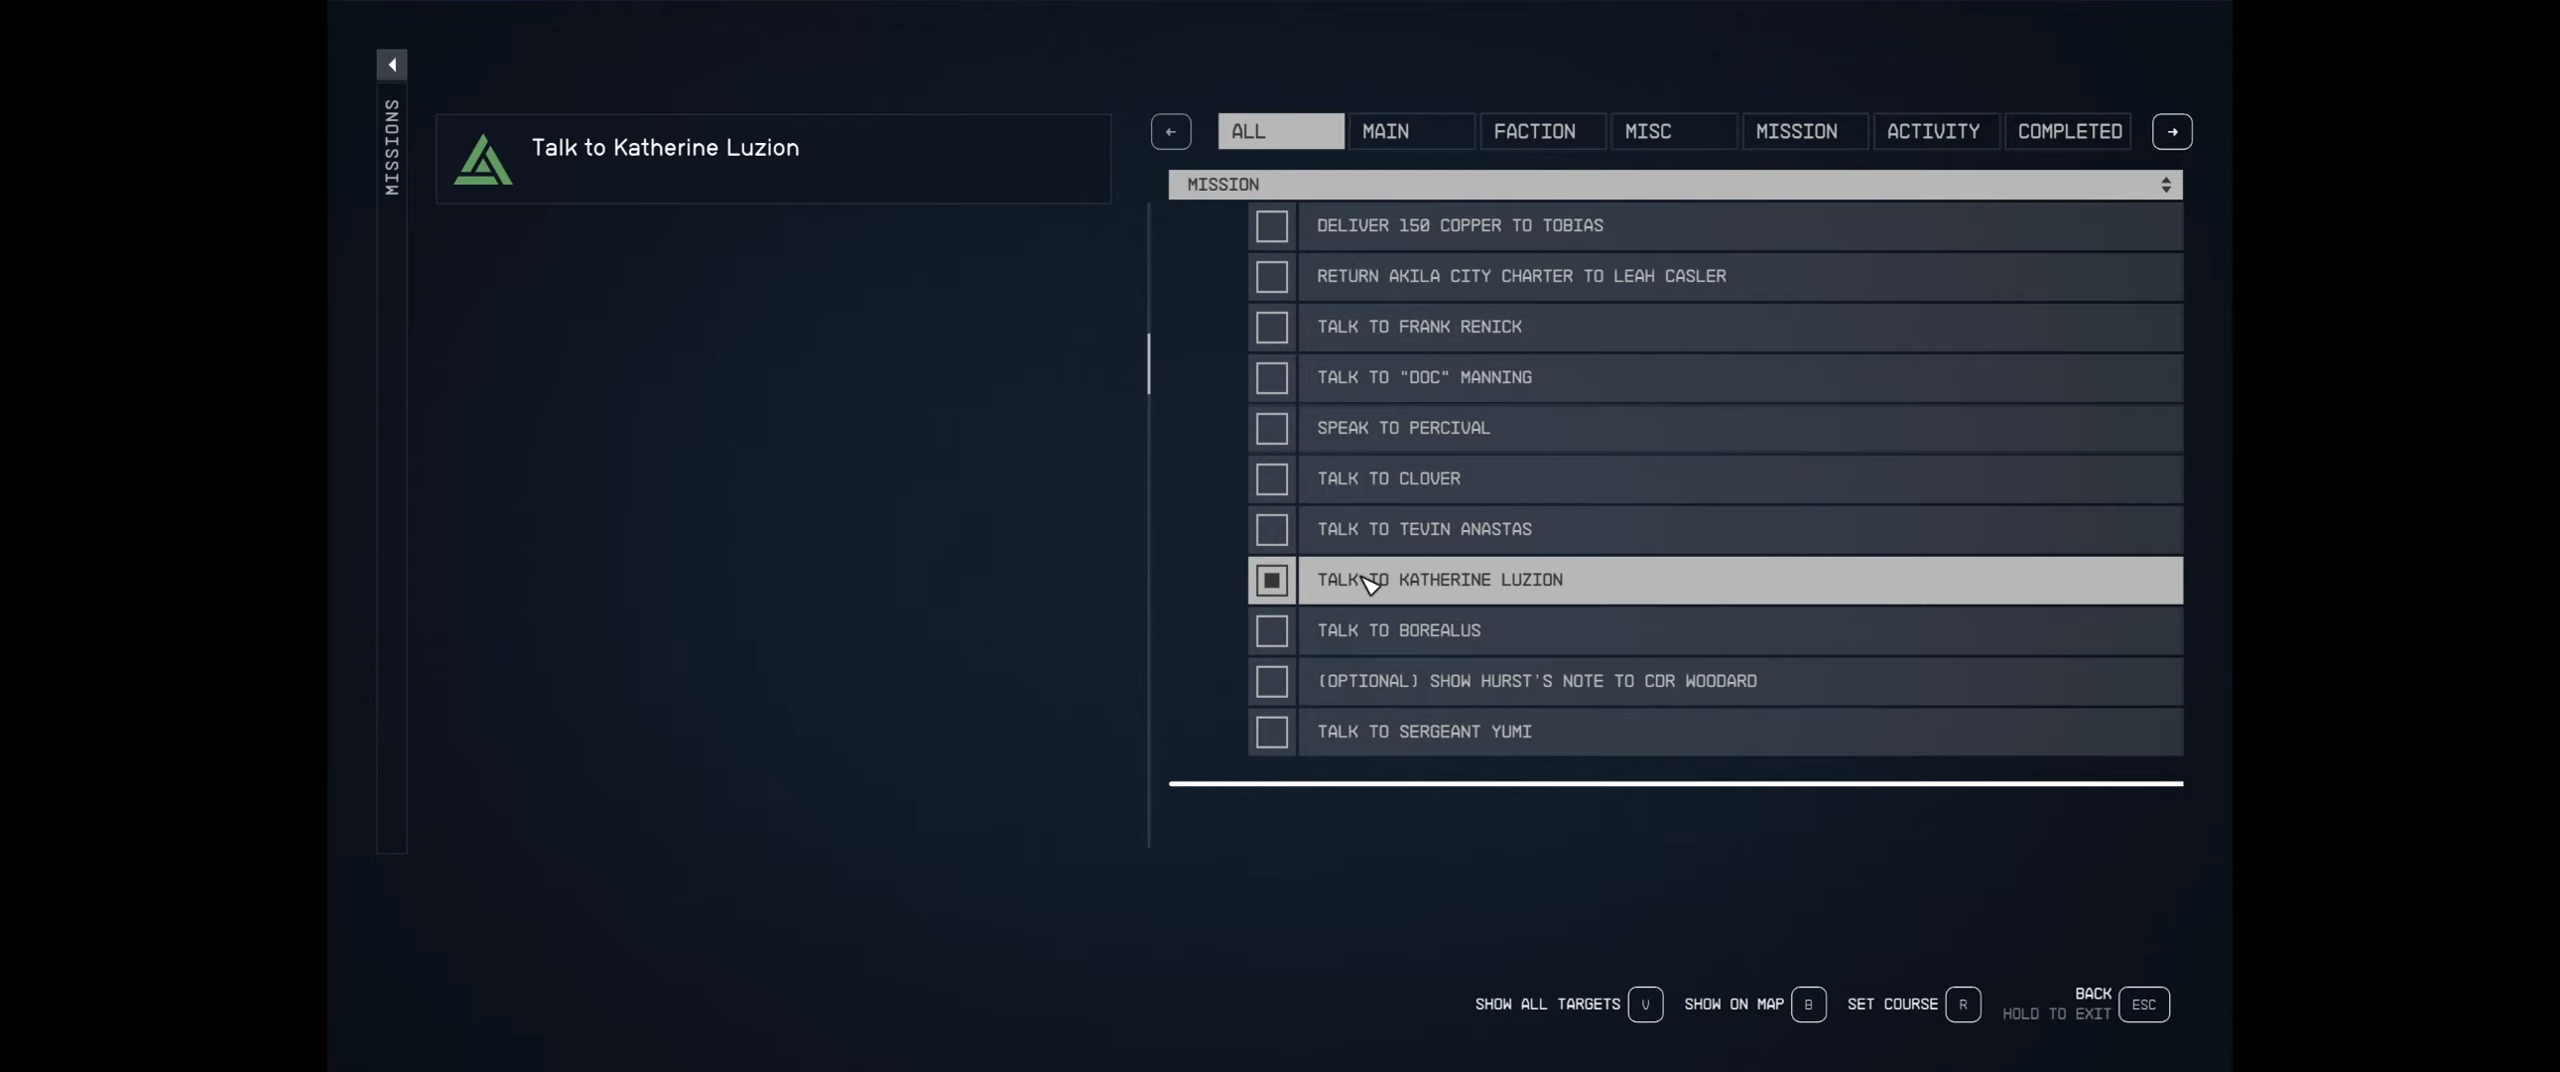 MISSIONS
Talk to Katherine Luzion
ALL MAIN FACTION MISC MISSION ACTIVITY COMPLETED
MISSION
DELIVER 150 COPPER TO TOBIAS
RETURN AKILA CITY CHARTER TO LEAH CASLER
TALK TO FRANK RENICK
TALK TO "DOC" MANNING
SPEAK TO PERCIVAL
TALK TO CLOVER
TALK TO TEVIN ANASTAS
TALK TO KATHERINE LUZION
TALK TO BOREALUS
(OPTIONAL) SHOW HURST'S NOTE TO CDR WOODARD
TALK TO SERGEANT YUMI
SHOW ALL TARGETS V SHOW ON MAP B SET COURSE R BACK ESC
HOLD TO EXIT